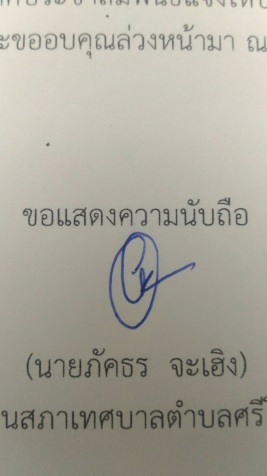 ะขออบคุณล่วงหน้ามา ณ
ขอแสดงความนับถือ
(นายภัคธร จะเฮิง)
นสภาเทศบาลตำบลศรี